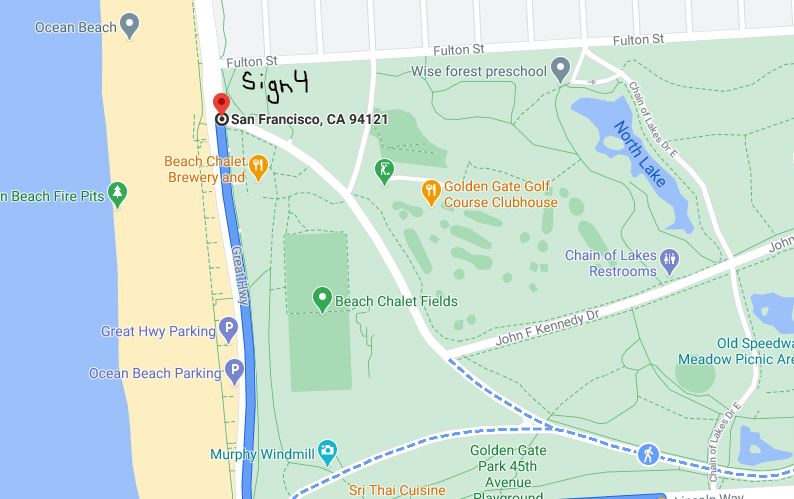 Ocean Beach
Fulton St
Fulton St
Fulton St
Wise forest preschool
Sign4
San Francisco, CA 94121
Chain of Lakes Dr E
North Lake
Beach Chalet
Brewery and
n Beach Fire Pits
Golden Gate Golf
Course Clubhouse
Great Hwy
Chain of Lakes
Restrooms
John
Beach Chalet Fields
Great Hwy Parking
P
John F Kennedy Dr
Ocean Beach Parking
P
Old Speedwa
Meadow Picnic Are
Chain of Lakes Dr E
Murphy Windmill
Golden Gate
Park 45th
Avenue
Playground
Sri Thai Cuisine
Lincoln Way